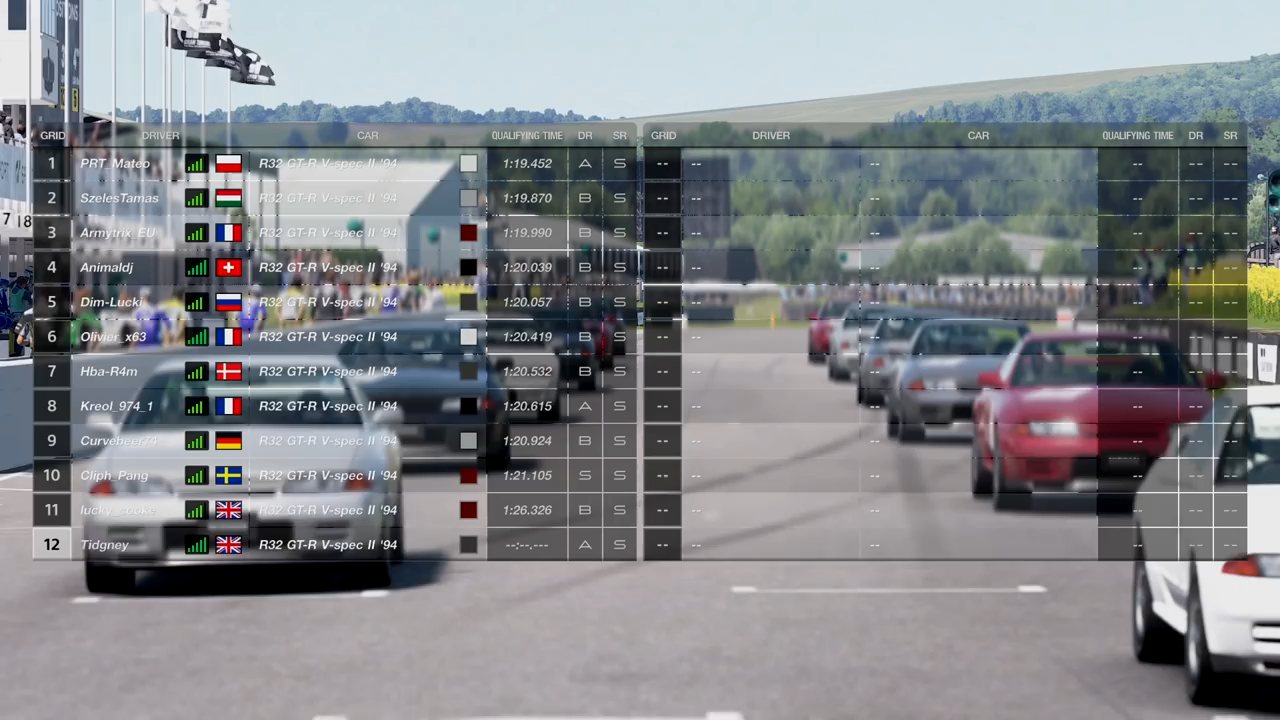 GRID DRIVER CAR QUALIFYING TIME DR SR GRID DRIVER CAR QUALIFYING TIME DR SR
1 PRT_Mateo R32 GT-R V-spec II '94 1:19.452 A S -- -- -- -- -- --
2 SzelesTamas R32 GT-R V-spec II '94 1:19.870 B S -- -- -- -- -- --
3 Armytrix_EU R32 GT-R V-spec II '94 1:19.990 B S -- -- -- -- -- --
4 Animaldj R32 GT-R V-spec II '94 1:20.039 B S -- -- -- -- -- --
5 Dim-Lucki R32 GT-R V-spec II '94 1:20.057 B S -- -- -- -- -- --
6 Olivier_x63 R32 GT-R V-spec II '94 1:20.419 B S -- -- -- -- -- --
7 Hba-R4m R32 GT-R V-spec II '94 1:20.532 B S -- -- -- -- -- --
8 Kreol_974_1 R32 GT-R V-spec II '94 1:20.615 A S -- -- -- -- -- --
9 R32 GT-R V-spec II '94 1:20.924 B S -- -- -- -- -- --
10 Cliph_Pang R32 GT-R V-spec II '94 1:21.105 S S -- -- -- -- -- --
11 lucky_spoke R32 GT-R V-spec II '94 1:26.326 B S -- -- -- -- -- --
12 Tidgney R32 GT-R V-spec II '94 --:--,--- A S -- -- -- -- -- --
7 18